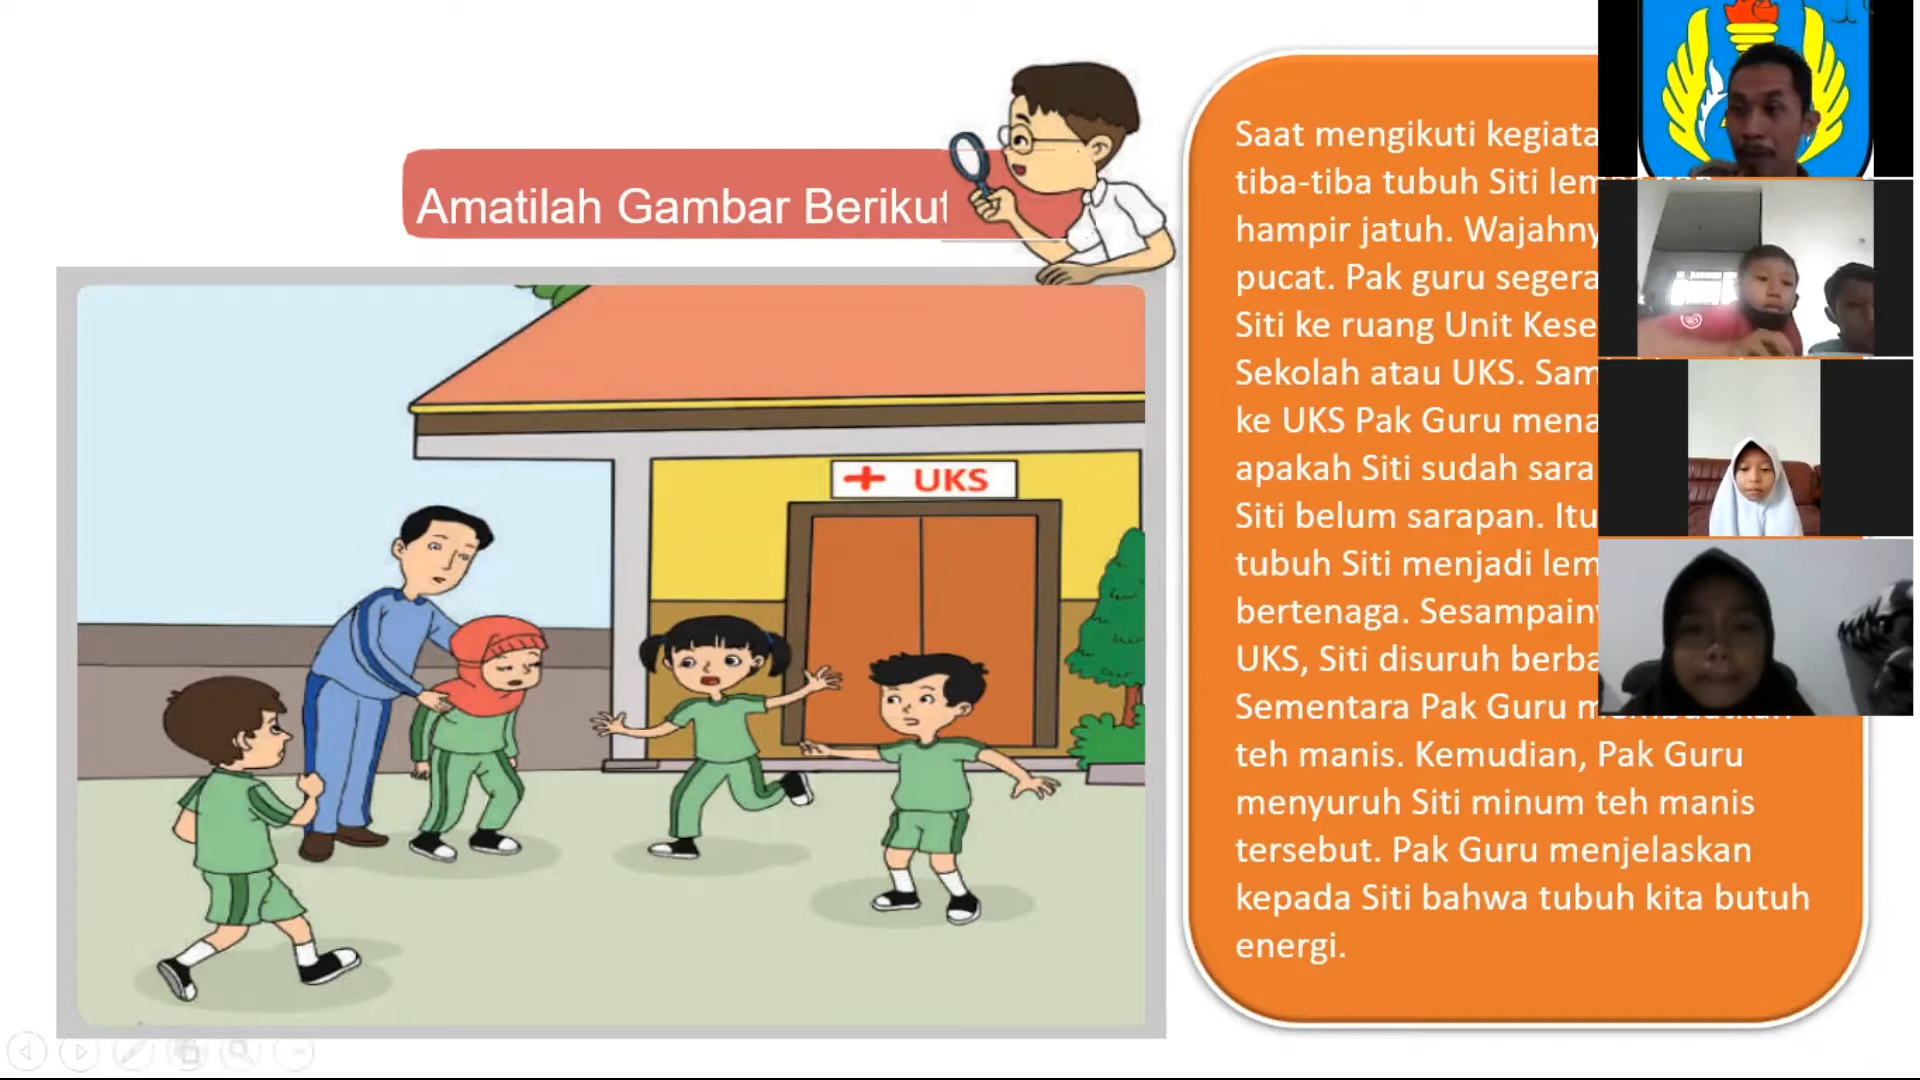 Amatilah Gambar Berikut
Saat mengikuti kegiata
tiba-tiba tubuh Siti lem
hampir jatuh. Wajahny
pucat. Pak guru segera
Siti ke ruang Unit Kese
Sekolah atau UKS. Sam
ke UKS Pak Guru mena
apakah Siti sudah sara
Siti belum sarapan. Itu
tubuh Siti menjadi lem
bertenaga. Sesampainy
UKS, Siti disuruh berba
Sementara Pak Guru membuatkan
teh manis. Kemudian, Pak Guru
menyuruh Siti minum teh manis
tersebut. Pak Guru menjelaskan
kepada Siti bahwa tubuh kita butuh
energi.
+ UKS